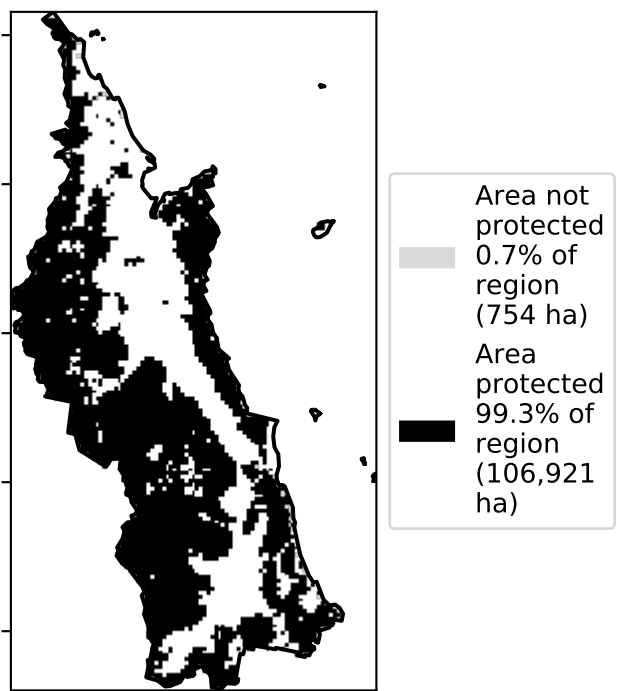 Area not
protected
0.7% of
region
(754 ha)
Area
protected
99.3% of
region
(106,921
ha)